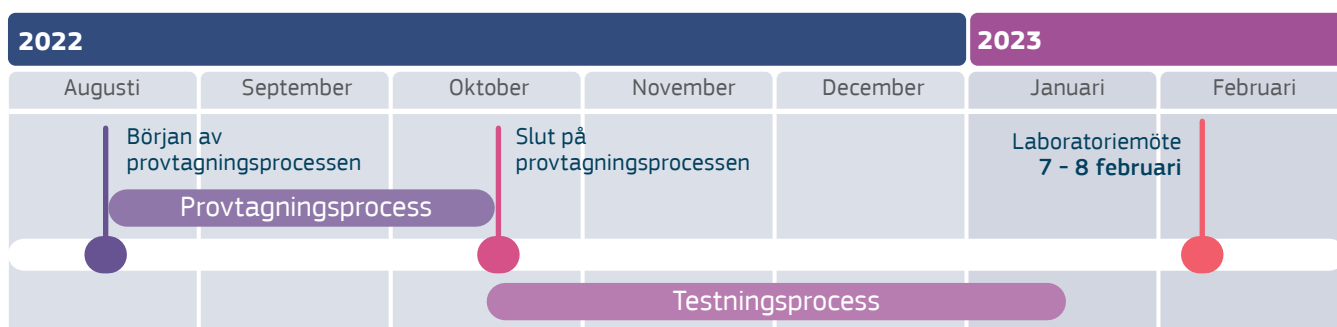 2022
2023
Augusti
September
Oktober
November
December
Januari
Februari
Början av
provtagningsprocessen
Slut på
provtagningsprocessen
Laboratoriemöte
7 - 8 februari
Provtagningsprocess
Testningsprocess